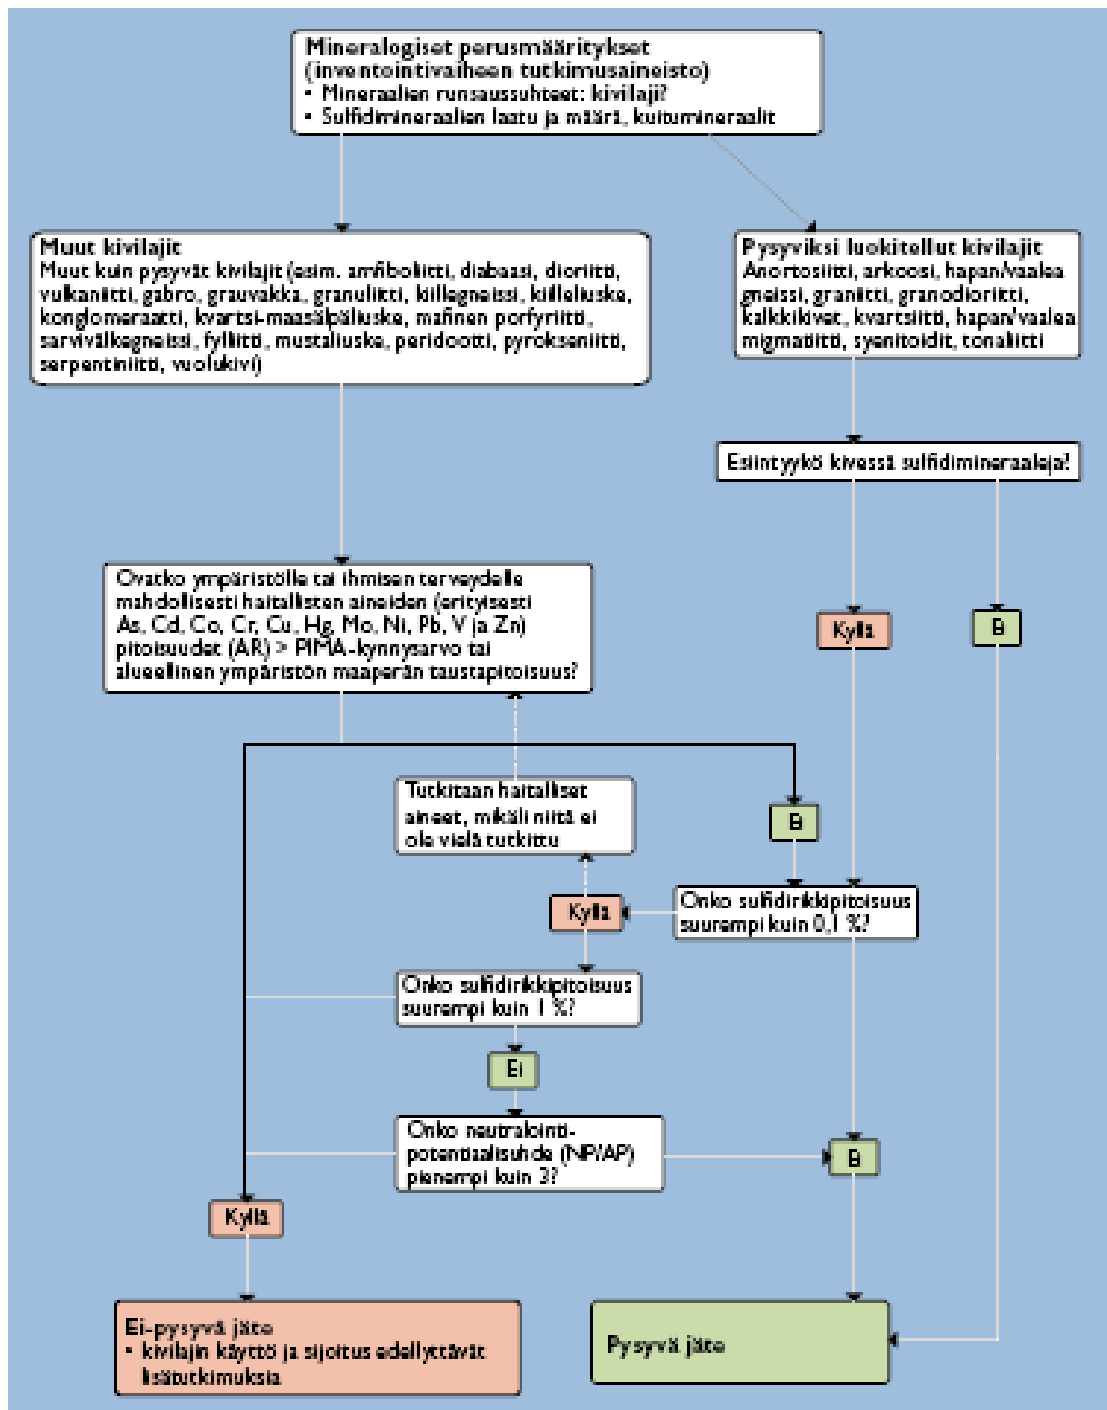 Mineralogiset perusmääritykset
(inventointivaiheen tutkimusaineisto)
• Mineraalien runsaussuhteet: kivilaji?
• Sulfidimineraalien laatu ja määrä, kuitumineraalit
Muut kivilajit
Muut kuin pysyvät kivilajit (esim. amfiboliitti, diabaasi, dioriitti,
vulkaniitti, gabro, grauvakka, granuliitti, kiillegneissi, kiilleliuske,
konglomeraatti, kvartsi-maasälpäliuske, mafinen porfyriitti,
sarvivälkegneissi, fylliitti, mustaliuske, peridootti, pyrokseniitti,
serpentiniitti, vuolukivi)
Pysyviksi luokitellut kivilajit
Anortosiitti, arkoosi, hapan/vaalea
gneissi, graniitti, granodioriitti,
kalkkikivet, kvartsiitti, hapan/vaalea
migmatiitti, syenitoidit, tonaliitti
Esiintyykö kivessä sulfidimineraaleja?
Ovatko ympäristölle tai ihmisen terveydelle
mahdollisesti haitallisten aineiden (erityisesti
As, Cd, Co, Cr, Cu, Hg, Mo, Ni, Pb, V ja Zn)
pitoisuudet (AR) > PIMA-kynnysarvo tai
alueellinen ympäristön maaperän taustapitoisuus?
Kyllä
Ei
Tutkitaan haitalliset
aineet, mikäli niitä ei
ole vielä tutkittu
Ei
Kyllä
Onko sulfidirikkipitoisuus
suurempi kuin 0,1 %?
Onko sulfidirikkipitoisuus
suurempi kuin 1 %?
Ei
Onko neutralointi-
potentiaalisuhde (NP/AP)
pienempi kuin 3?
Ei
Kyllä
Ei-pysyvä jäte
• kivilajin käyttö ja sijoitus edellyttävät
lisätutkimuksia
Pysyvä jäte